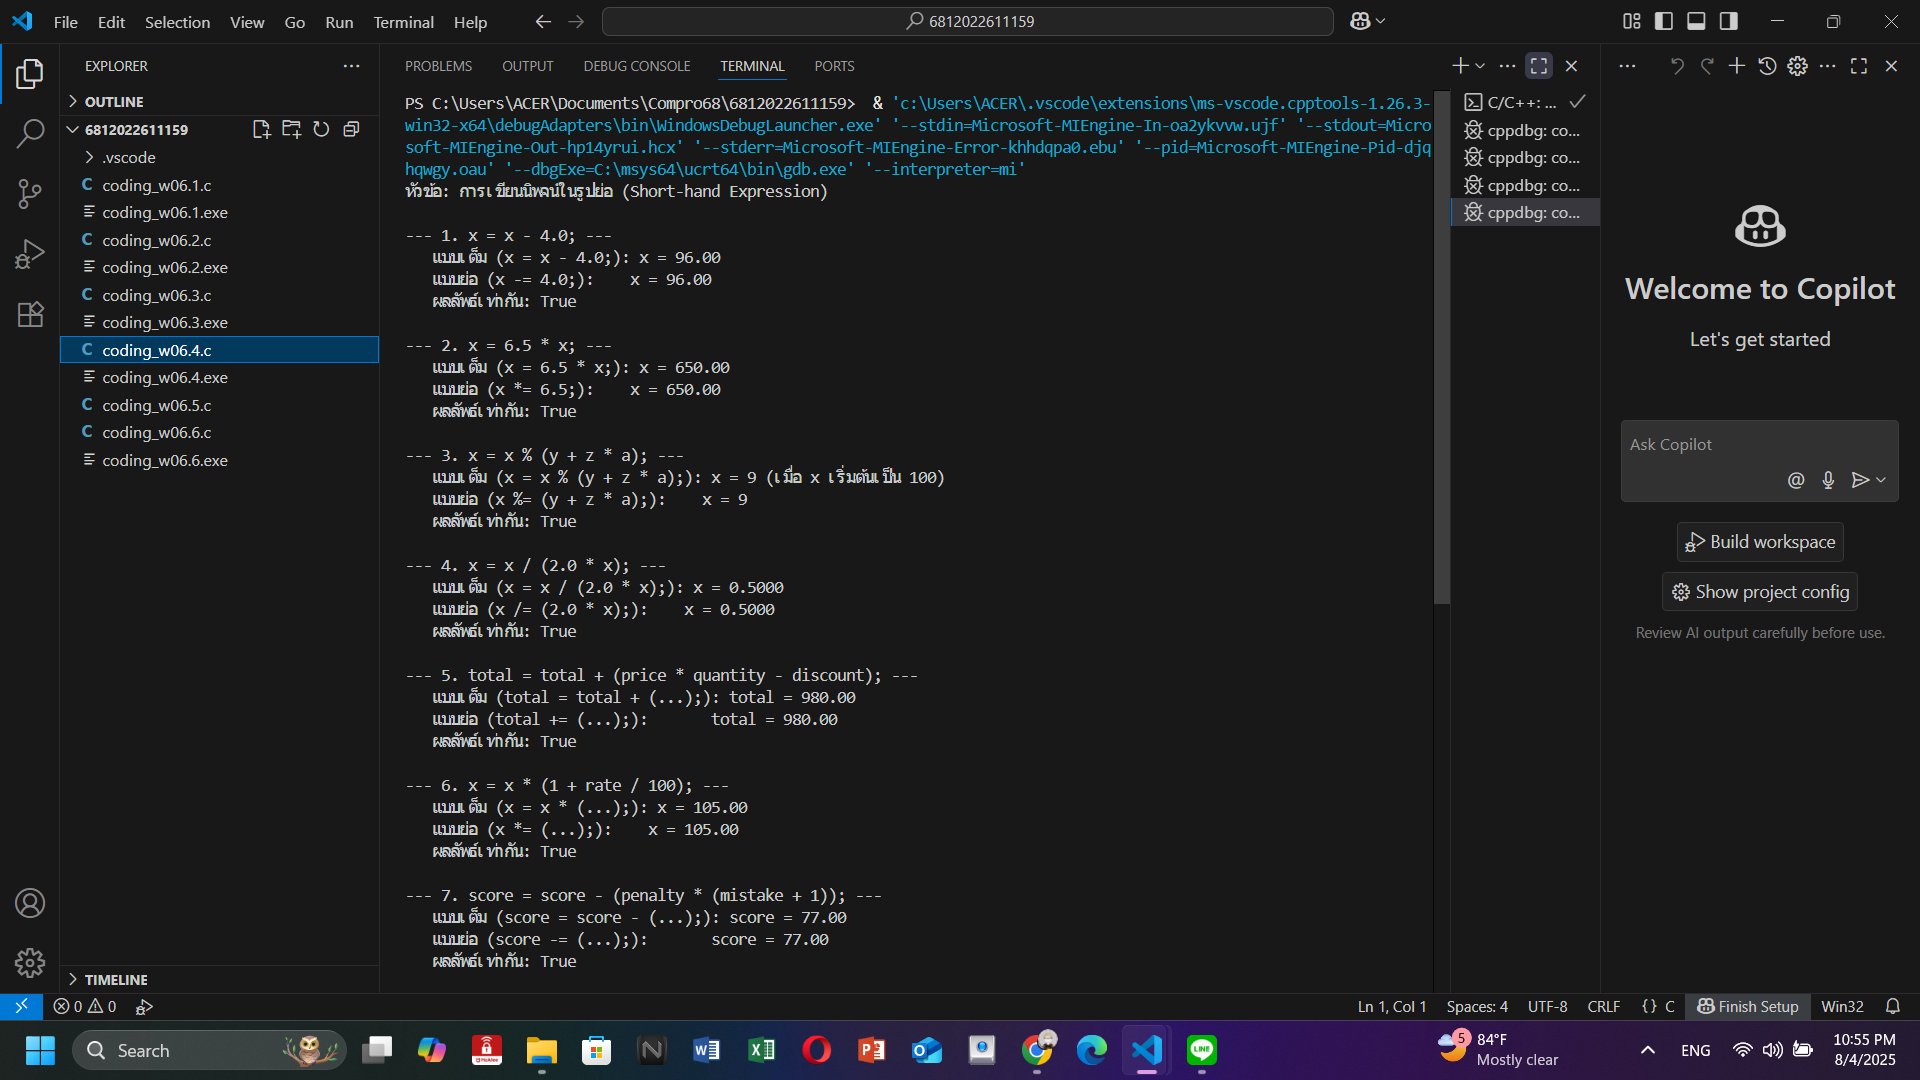 File Edit Selection View Go Run Terminal Help
6812022611159
EXPLORER
OUTLINE
6812022611159
.vscode
coding_w06.1.c
coding_w06.1.exe
coding_w06.2.c
coding_w06.2.exe
coding_w06.3.c
coding_w06.3.exe
coding_w06.4.c
coding_w06.4.exe
coding_w06.5.c
coding_w06.6.c
coding_w06.6.exe
TIMELINE
PROBLEMS OUTPUT DEBUG CONSOLE TERMINAL PORTS
PS C:\Users\ACER\Documents\Compro68\6812022611159> & 'c:\Users\ACER\.vscode\extensions\ms-vscode.cpptools-1.26.3-
win32-x64\debugAdapters\bin\WindowsDebugLauncher.exe' '--stdin=Microsoft-MIEngine-In-oa2ykvvw.ujf' '--stdout=Micro
soft-MIEngine-Out-hp14yrui.hcx' '--stderr=Microsoft-MIEngine-Error-khhdqpa0.ebu' '--pid=Microsoft-MIEngine-Pid-djq
hqwgy.oau' '--dbgExe=C:\msys64\ucrt64\bin\gdb.exe' '--interpreter=mi'
หัวข้อ: การเขียนนิพจน์ในรูปย่อ (Short-hand Expression)
--- 1. x = x - 4.0; ---
แบบเต็ม (x = x - 4.0;): x = 96.00
แบบย่อ (x -= 4.0;): x = 96.00
ผลลัพธ์เท่ากัน: True
--- 2. x = 6.5 * x; ---
แบบเต็ม (x = 6.5 * x;): x = 650.00
แบบย่อ (x *= 6.5;): x = 650.00
ผลลัพธ์เท่ากัน: True
--- 3. x = x % (y + z * a); ---
แบบเต็ม (x = x % (y + z * a);): x = 9 (เมื่อ x เริ่มต้นเป็น 100)
แบบย่อ (x %= (y + z * a);): x = 9
ผลลัพธ์เท่ากัน: True
--- 4. x = x / (2.0 * x); ---
แบบเต็ม (x = x / (2.0 * x);): x = 0.5000
แบบย่อ (x /= (2.0 * x);): x = 0.5000
ผลลัพธ์เท่ากัน: True
--- 5. total = total + (price * quantity - discount); ---
แบบเต็ม (total = total + (...);): total = 980.00
แบบย่อ (total += (...);): total = 980.00
ผลลัพธ์เท่ากัน: True
--- 6. x = x * (1 + rate / 100); ---
แบบเต็ม (x = x * (...);): x = 105.00
แบบย่อ (x *= (...);): x = 105.00
ผลลัพธ์เท่ากัน: True
--- 7. score = score - (penalty * (mistake + 1)); ---
แบบเต็ม (score = score - (...);): score = 77.00
แบบย่อ (score -= (...);): score = 77.00
ผลลัพธ์เท่ากัน: True
C/C++: ...
cppdbg: co...
cppdbg: co...
cppdbg: co...
cppdbg: co...
Welcome to Copilot
Let's get started
Ask Copilot
Build workspace
Show project config
Review AI output carefully before use.
0 0
Ln 1, Col 1 Spaces: 4 UTF-8 CRLF {} C Finish Setup Win32
Search
5
84°F
Mostly clear
ENG
10:55 PM
8/4/2025